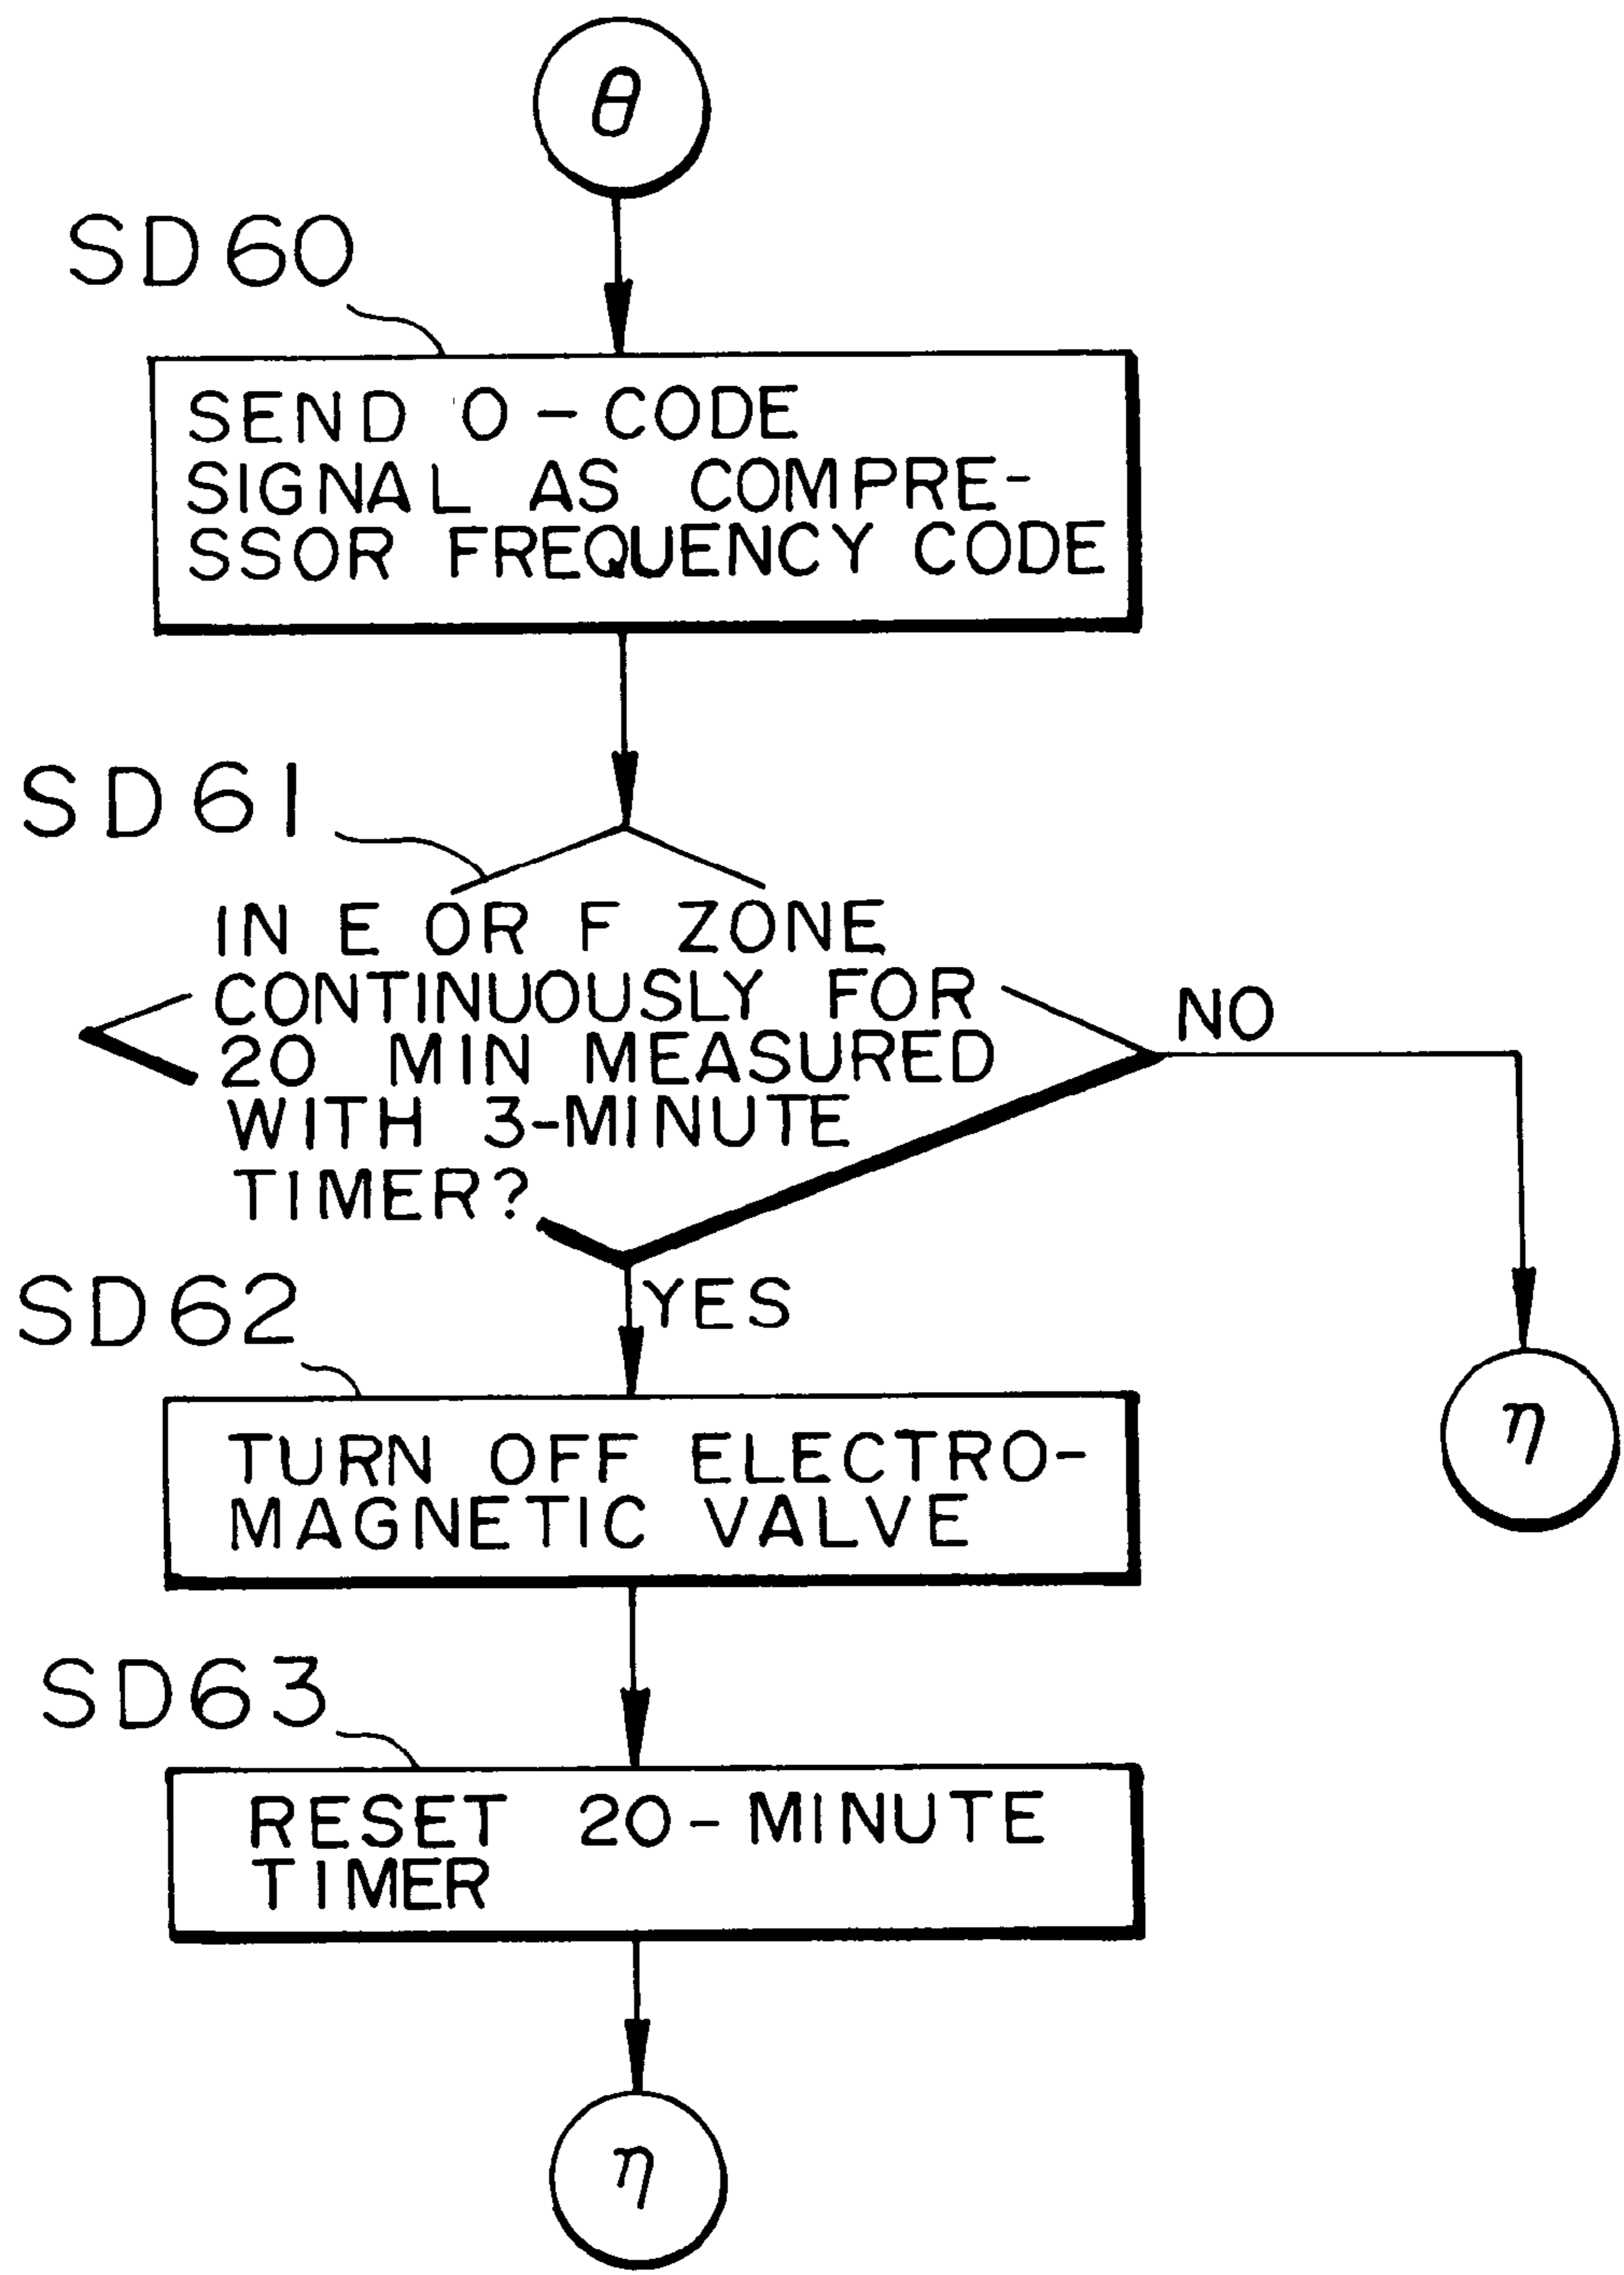 θ
SD60
SEND O-CODE
SIGNAL AS COMPRE-
SSOR FREQUENCY CODE
SD61
IN E OR F ZONE
CONTINUOUSLY FOR
20 MIN MEASURED
WITH 3-MINUTE
TIMER?
NO
YES
η
SD62
TURN OFF ELECTRO-
MAGNETIC VALVE
SD63
RESET 20-MINUTE
TIMER
η